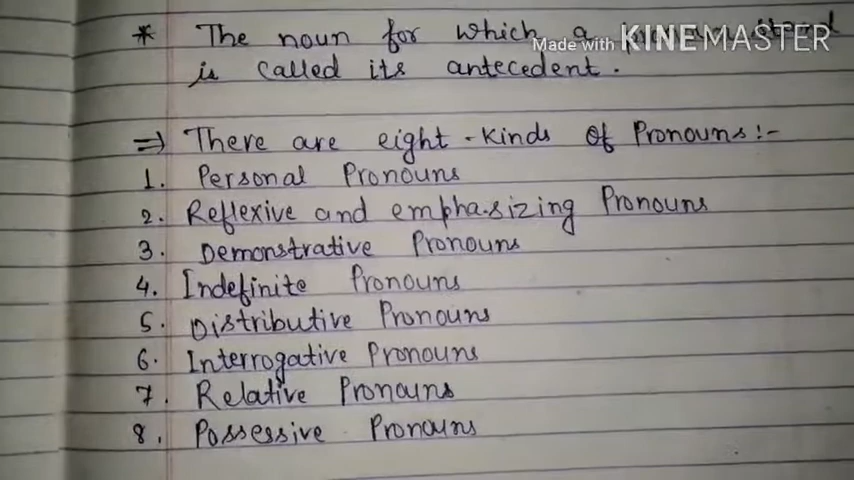 * The noun for which a pronoun stand
Made with KINEMASTER
is called its antecedent.
=> There are eight-kinds of Pronouns:-
1. Personal Pronouns
2. Reflexive and emphasizing Pronouns
3. Demonstrative Pronouns
4. Indefinite Pronouns
5. Distributive Pronouns
6. Interrogative Pronouns
7. Relative Pronouns
8. Possessive Pronouns